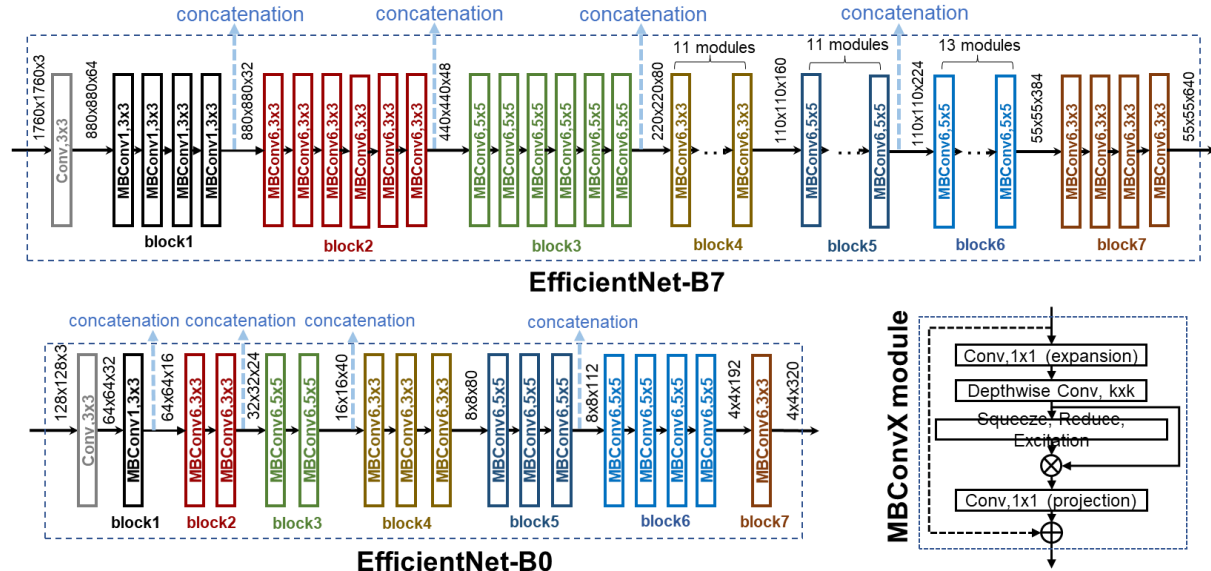 concatenation
concatenation
concatenation
concatenation
11 modules
11 modules
13 modules
1760x1760x3
Conv,3x3
880x880x64
MBConv1,3x3
MBConv1,3x3
MBConv1,3x3
MBConv1,3x3
880x880x32
MBConv6,3x3
MBConv6,3x3
MBConv6,3x3
MBConv6,3x3
MBConv6,3x3
MBConv6,3x3
440x440x48
MBConv6,5x5
MBConv6,5x5
MBConv6,5x5
MBConv6,5x5
MBConv6,5x5
MBConv6,5x5
220x220x80
MBConv6,3x3
...
MBConv6,3x3
110x110x160
MBConv6,5x5
...
MBConv6,5x5
110x110x224
MBConv6,5x5
...
MBConv6,5x5
55x55x384
MBConv6,3x3
MBConv6,3x3
MBConv6,3x3
MBConv6,3x3
55x55x640
block1
block2
block3
block4
block5
block6
block7
EfficientNet-B7
concatenation
concatenation
concatenation
concatenation
128x128x3
Conv,3x3
64x64x32
MBConv1,3x3
64x64x16
MBConv6,3x3
MBConv6,3x3
32x32x24
MBConv6,5x5
MBConv6,5x5
16x16x40
MBConv6,3x3
MBConv6,3x3
MBConv6,3x3
8x8x80
MBConv6,5x5
MBConv6,5x5
MBConv6,5x5
8x8x112
MBConv6,5x5
MBConv6,5x5
MBConv6,5x5
MBConv6,5x5
4x4x192
MBConv6,3x3
4x4x320
block1
block2
block3
block4
block5
block6
block7
EfficientNet-B0
MBConvX module
Conv,1x1 (expansion)
Depthwise Conv, kxk
Squeeze, Reduce,
Excitation
Conv,1x1 (projection)